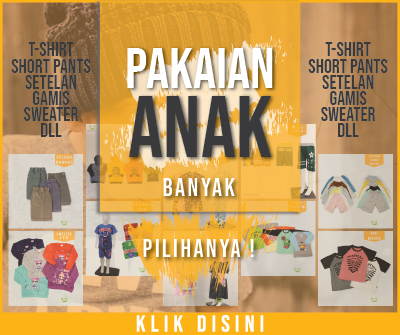 T-SHIRT
SHORT PANTS
SETELAN
GAMIS
SWEATER
DLL
PAKAIAN
ANAK
BANYAK
PILIHANYA !
T-SHIRT
SHORT PANTS
SETELAN
GAMIS
SWEATER
DLL
KLIK DISINI